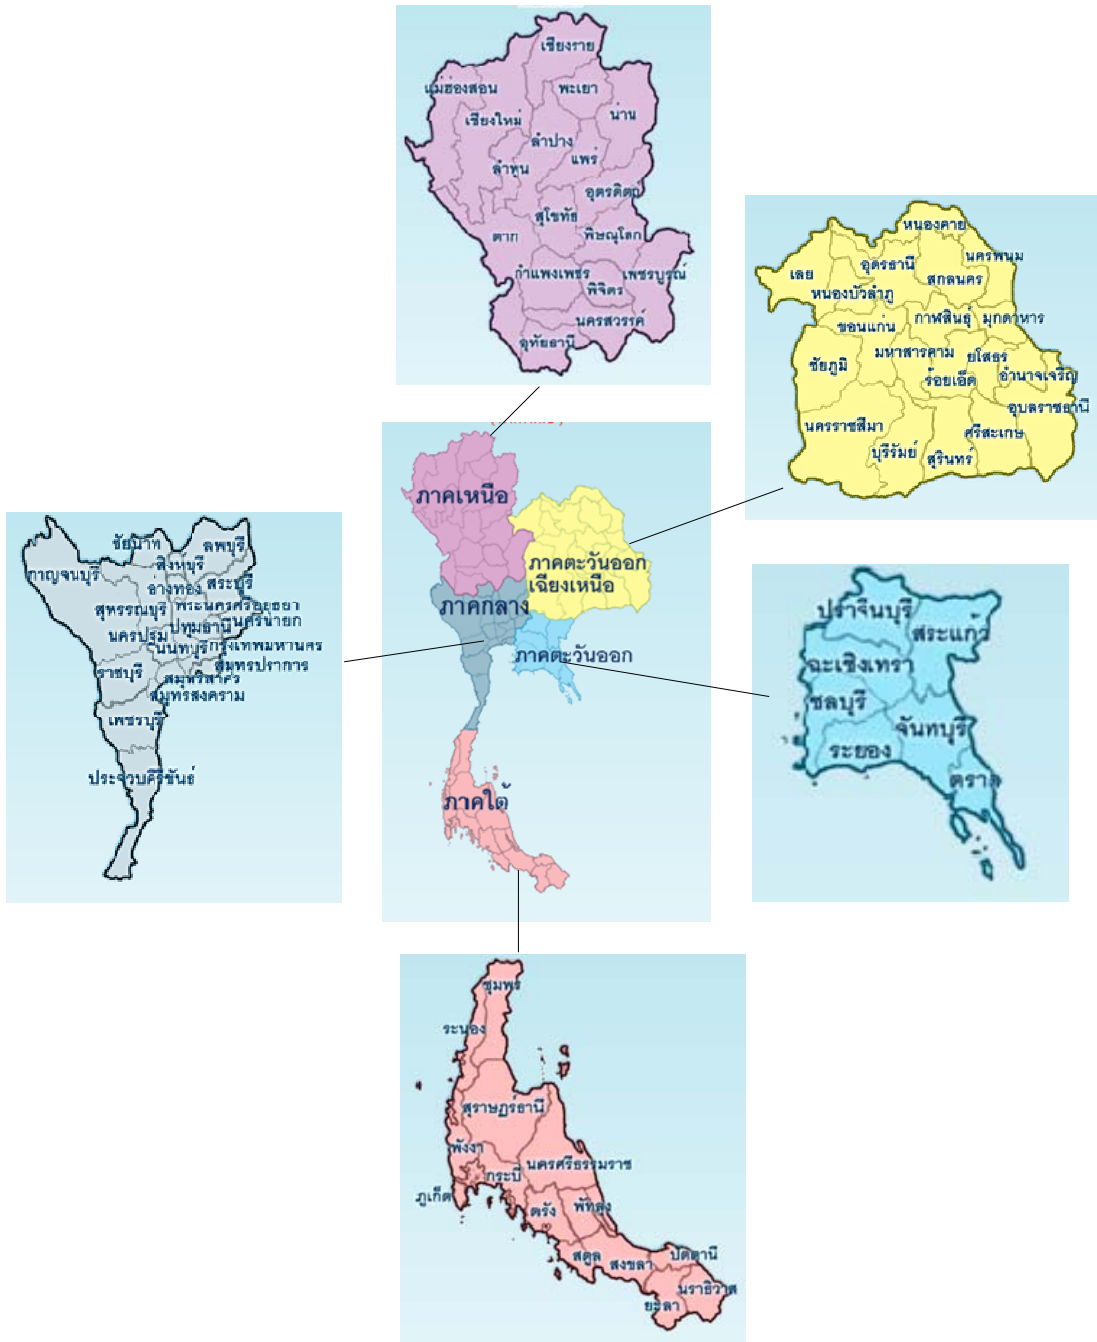 เชียงราย
แม่ฮ่องสอน
พะเยา
น่าน
เชียงใหม่
ลำปาง
แพร่
ลำพูน
อุตรดิตถ์
สุโขทัย
ตาก
พิษณุโลก
กำแพงเพชร
เพชรบูรณ์
พิจิตร
นครสวรรค์
อุทัยธานี
หนองคาย
นครพนม
เลย
อุดรธานี
สกลนคร
หนองบัวลำภู
กาฬสินธุ์
มุกดาหาร
ขอนแก่น
มหาสารคาม
ยโสธร
ชัยภูมิ
ร้อยเอ็ด
อำนาจเจริญ
อุบลราชธานี
นครราชสีมา
ศรีสะเกษ
บุรีรัมย์
สุรินทร์
ภาคเหนือ
ภาคตะวันออก
เฉียงเหนือ
ภาคกลาง
ภาคตะวันออก
ภาคใต้
ชัยนาท
ลพบุรี
สิงห์บุรี
กาญจนบุรี
อ่างทอง
สระบุรี
สุพรรณบุรี
พระนครศรีอยุธยา
นครนายก
นครปฐม
ปทุมธานี
นนทบุรี
กรุงเทพมหานคร
ราชบุรี
สมุทรปราการ
สมุทรสาคร
สมุทรสงคราม
เพชรบุรี
ประจวบคีรีขันธ์
ปราจีนบุรี
สระแก้ว
ฉะเชิงเทรา
ชลบุรี
จันทบุรี
ระยอง
ตราด
ชุมพร
ระนอง
สุราษฎร์ธานี
พังงา
นครศรีธรรมราช
กระบี่
ภูเก็ต
ตรัง
พัทลุง
สตูล
สงขลา
ปัตตานี
นราธิวาส
ยะลา